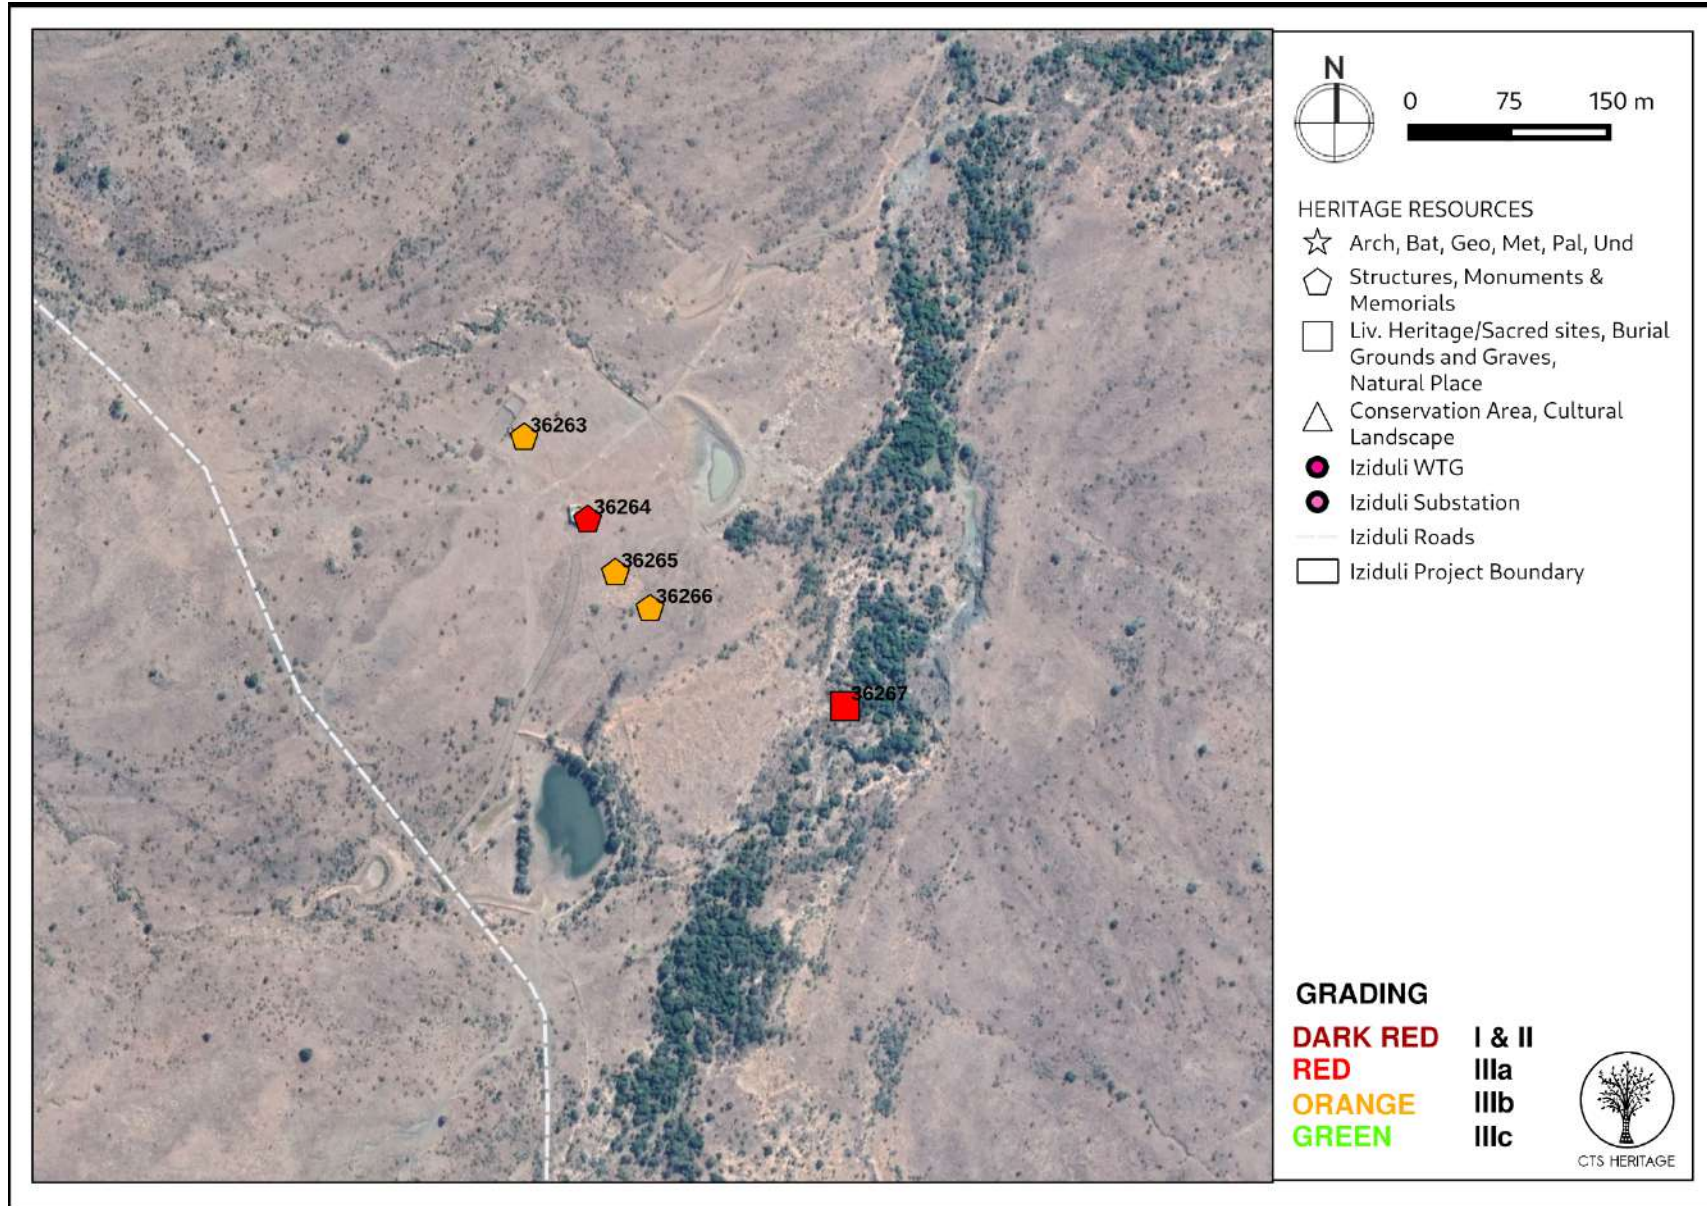 36263
36264
36265
36266
36267
N
0 75 150 m
HERITAGE RESOURCES
Arch, Bat, Geo, Met, Pal, Und
Structures, Monuments &
Memorials
Liv. Heritage/Sacred sites, Burial
Grounds and Graves,
Natural Place
Conservation Area, Cultural
Landscape
Iziduli WTG
Iziduli Substation
Iziduli Roads
Iziduli Project Boundary
GRADING
DARK RED I & II
RED IIIa
ORANGE IIIb
GREEN IIIc
CTS HERITAGE